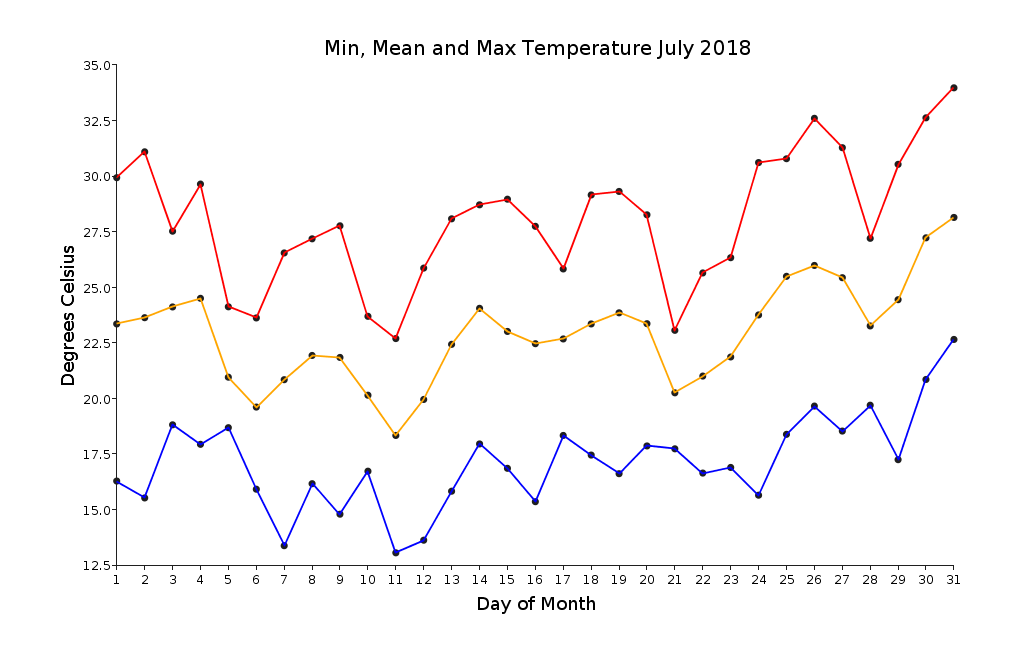 Min, Mean and Max Temperature July 2018
35.0
32.5
30.0
27.5
25.0
22.5
20.0
17.5
15.0
12.5
Degrees Celsius
1 2 3 4 5 6 7 8 9 10 11 12 13 14 15 16 17 18 19 20 21 22 23 24 25 26 27 28 29 30 31
Day of Month